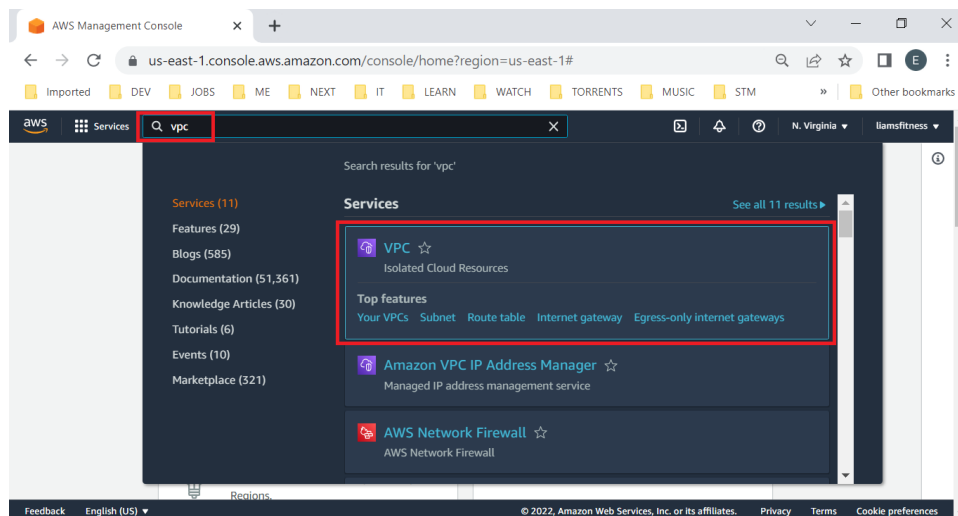 AWS Management Console
us-east-1.console.aws.amazon.com/console/home?region=us-east-1#
E
Imported DEV JOBS ME NEXT IT LEARN WATCH TORRENTS MUSIC STM » Other bookmarks
aws Services vpc N. Virginia liamsfitness
Search results for 'vpc'
Services (11)
Features (29)
Blogs (585)
Documentation (51,361)
Knowledge Articles (30)
Tutorials (6)
Events (10)
Marketplace (321)
Services See all 11 results
VPC
Isolated Cloud Resources
Top features
Your VPCs Subnet Route table Internet gateway Egress-only internet gateways
Amazon VPC IP Address Manager
Managed IP address management service
AWS Network Firewall
AWS Network Firewall
Regions.
Feedback English (US) © 2022, Amazon Web Services, Inc. or its affiliates. Privacy Terms Cookie preferences